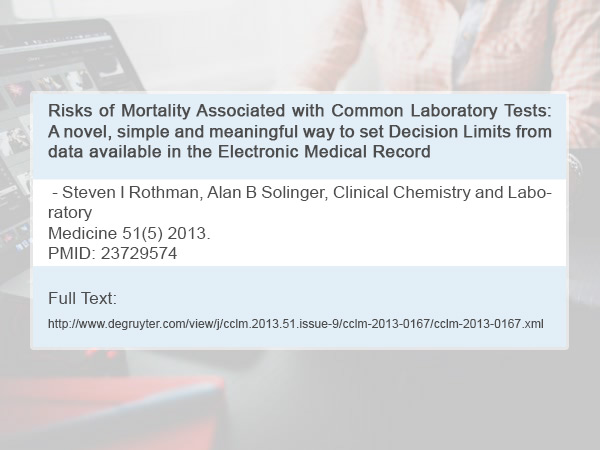 Risks of Mortality Associated with Common Laboratory Tests:
A novel, simple and meaningful way to set Decision Limits from
data available in the Electronic Medical Record
- Steven I Rothman, Alan B Solinger, Clinical Chemistry and Labo-
ratory
Medicine 51(5) 2013.
PMID: 23729574
Full Text:
http://www.degruyter.com/view/j/cclm.2013.51.issue-9/cclm-2013-0167/cclm-2013-0167.xml